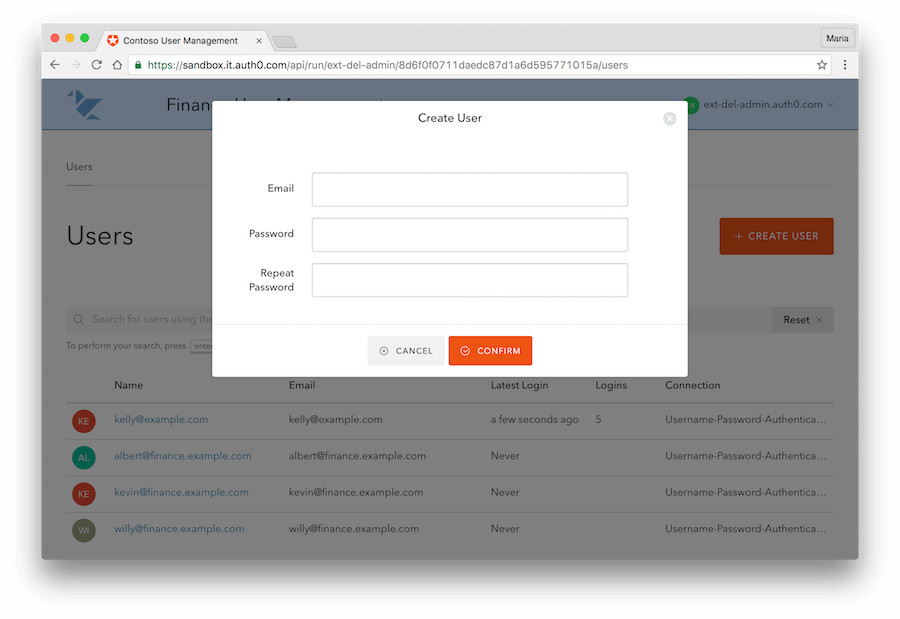 Contoso User Management
Maria
https://sandbox.it.auth0.com/api/run/ext-del-admin/8d6f0f0711daedc87d1a6d595771015a/users
ext-del-admin.auth0.com
Create User
Users
Email
Users
+ CREATE USER
Password
Repeat
Password
Search for users using the
Reset
To perform your search, press enter
CANCEL
CONFIRM
Name Email Latest Login Logins Connection
KE kelly@example.com kelly@example.com a few seconds ago 5 Username-Password-Authentica...
AL albert@finance.example.com albert@finance.example.com Never Username-Password-Authentica...
KE kevin@finance.example.com kevin@finance.example.com Never Username-Password-Authentica...
WI willy@finance.example.com willy@finance.example.com Never Username-Password-Authentica...